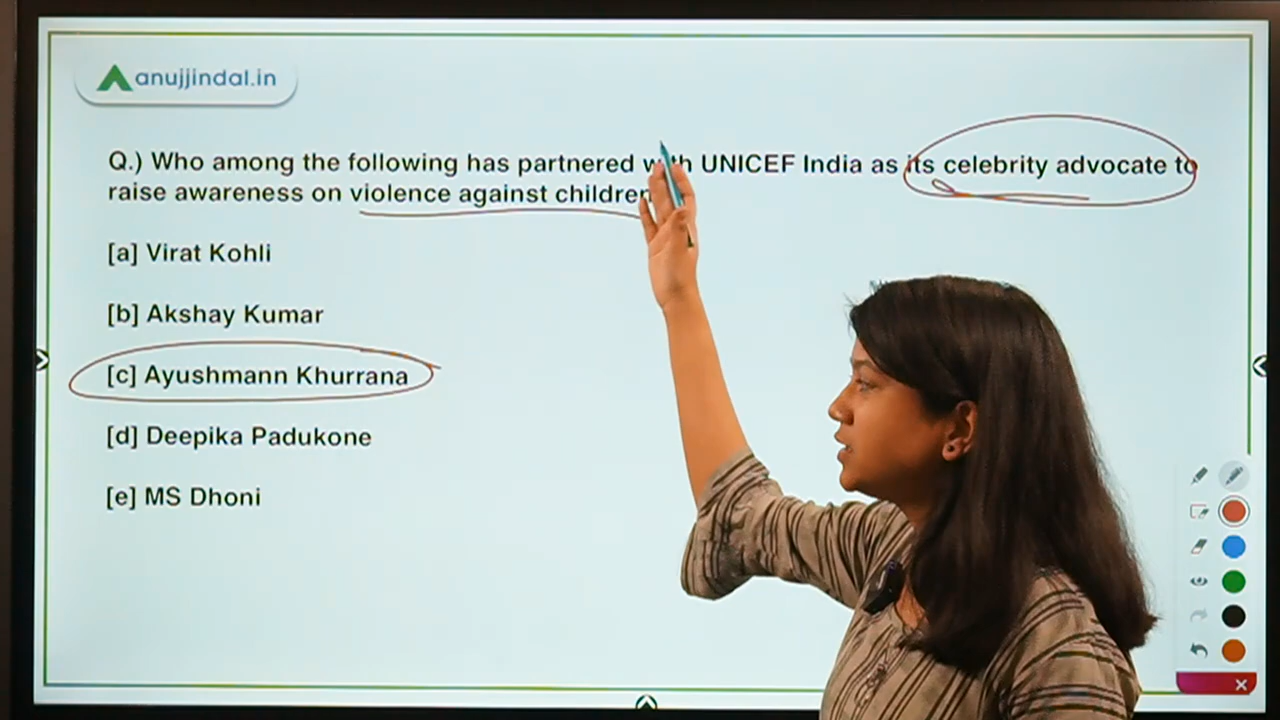 anujjindal.in
Q.) Who among the following has partnered with UNICEF India as its celebrity advocate to
raise awareness on violence against children
[a] Virat Kohli
[b] Akshay Kumar
[c] Ayushmann Khurrana
[d] Deepika Padukone
[e] MS Dhoni